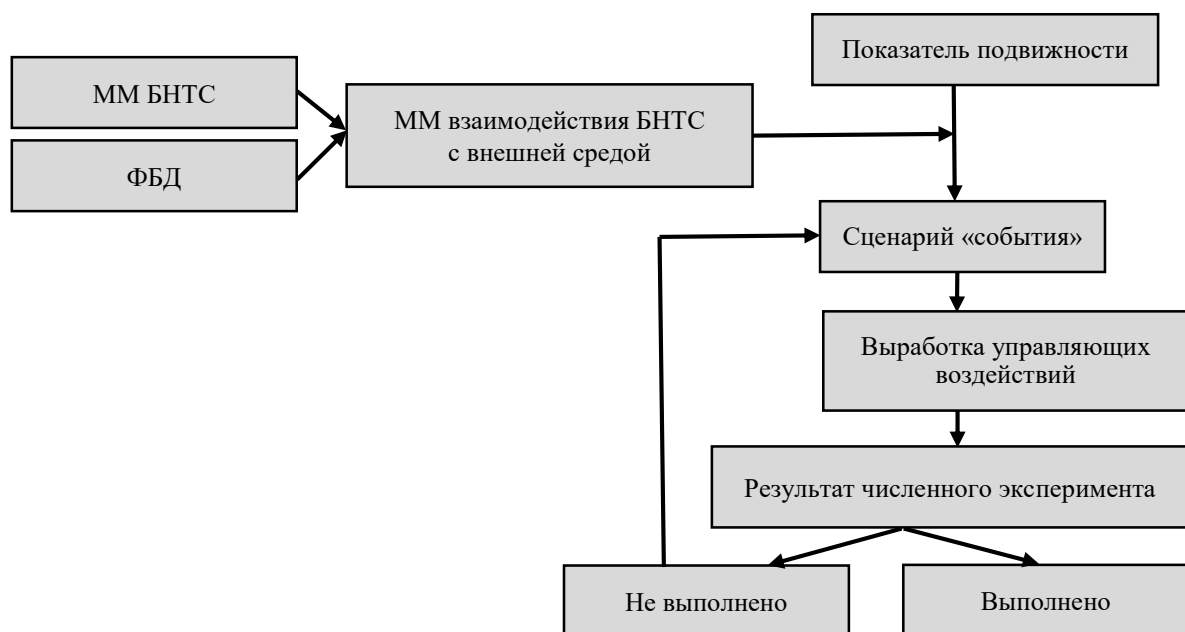 Показатель подвижности
ММ БНТС
ММ взаимодействия БНТС
с внешней средой
ФБД
Сценарий «события»
Выработка управляющих
воздействий
Результат численного эксперимента
Не выполнено
Выполнено